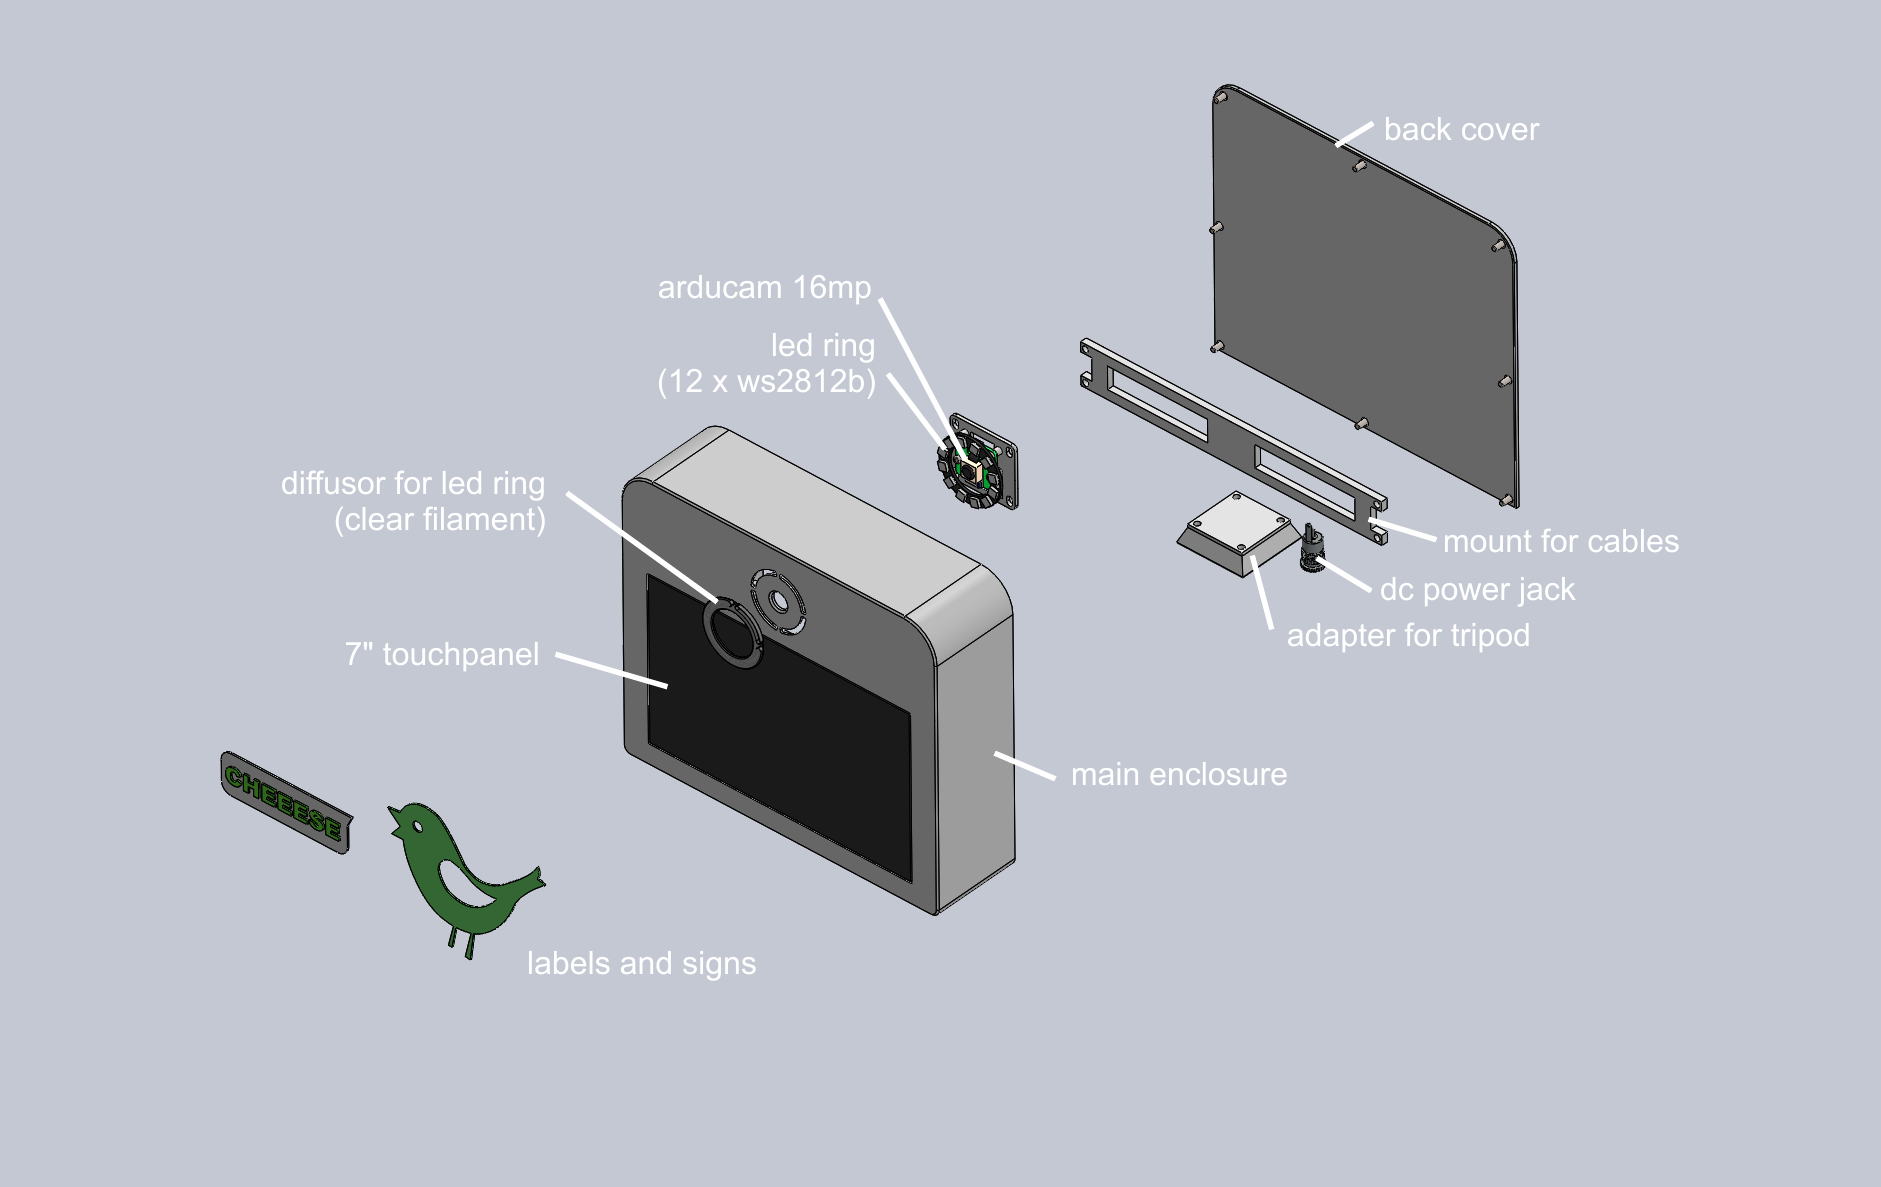 back cover
arducam 16mp
led ring
(12 x ws2812b)
diffusor for led ring
(clear filament)
mount for cables
dc power jack
adapter for tripod
7" touchpanel
main enclosure
CHEEESE
labels and signs